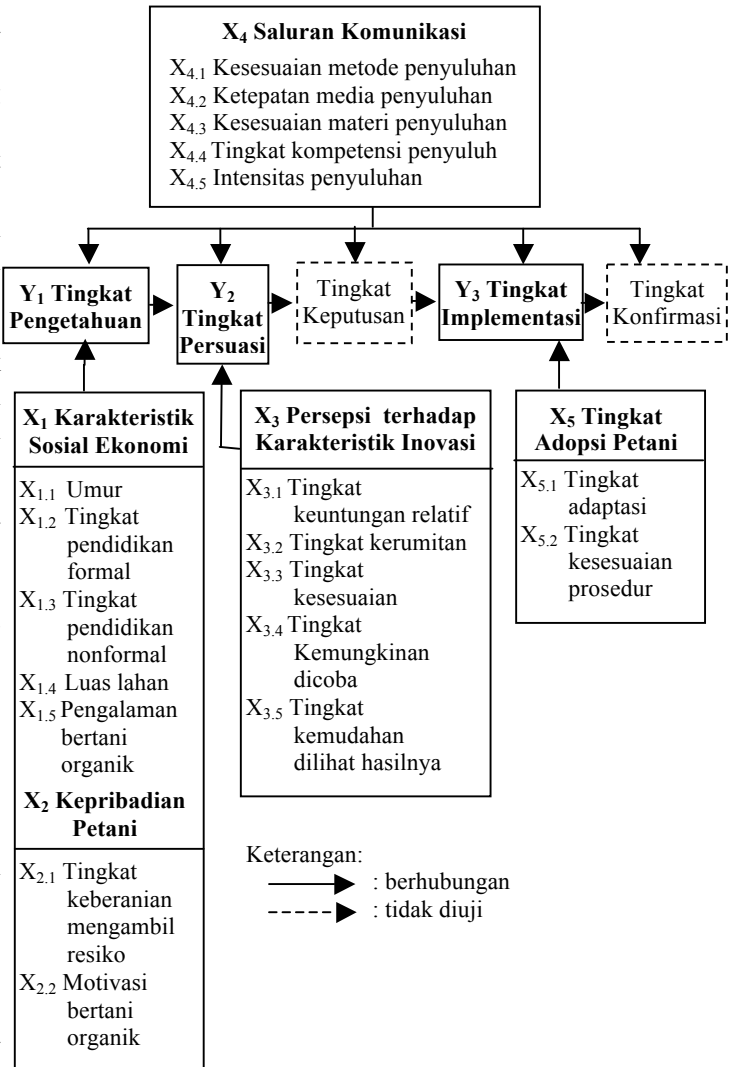 X₄ Saluran Komunikasi
X₄.₁ Kesesuaian metode penyuluhan
X₄.₂ Ketepatan media penyuluhan
X₄.₃ Kesesuaian materi penyuluhan
X₄.₄ Tingkat kompetensi penyuluh
X₄.₅ Intensitas penyuluhan
Y₁ Tingkat
Pengetahuan
Y₂
Tingkat
Persuasi
Tingkat
Keputusan
Y₃ Tingkat
Implementasi
Tingkat
Konfirmasi
X₁ Karakteristik
Sosial Ekonomi
X₁.₁ Umur
X₁.₂ Tingkat
pendidikan
formal
X₁.₃ Tingkat
pendidikan
nonformal
X₁.₄ Luas lahan
X₁.₅ Pengalaman
bertani
organik
X₂ Kepribadian
Petani
X₂.₁ Tingkat
keberanian
mengambil
resiko
X₂.₂ Motivasi
bertani
organik
X₃ Persepsi terhadap
Karakteristik Inovasi
X₃.₁ Tingkat
keuntungan relatif
X₃.₂ Tingkat kerumitan
X₃.₃ Tingkat
kesesuaian
X₃.₄ Tingkat
Kemungkinan
dicoba
X₃.₅ Tingkat
kemudahan
dilihat hasilnya
X₅ Tingkat
Adopsi Petani
X₅.₁ Tingkat
adaptasi
X₅.₂ Tingkat
kesesuaian
prosedur
Keterangan:
: berhubungan
: tidak diuji